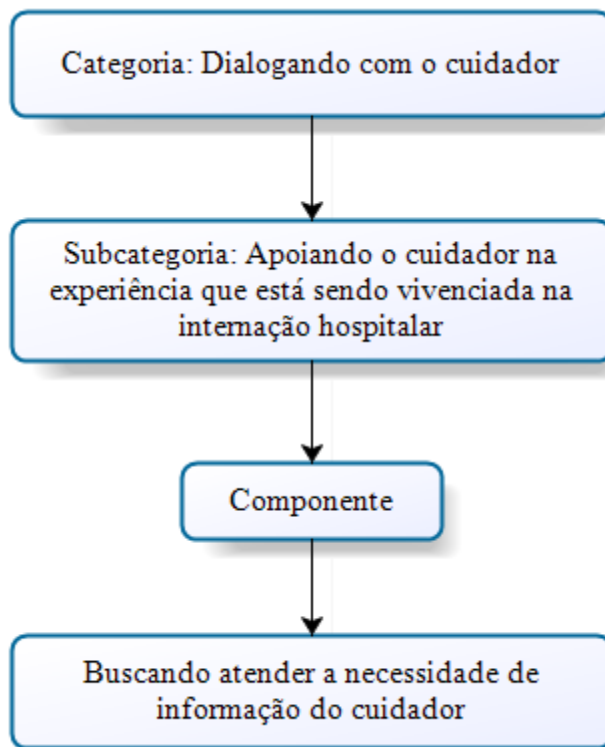 Categoria: Dialogando com o cuidador
Subcategoria: Apoiando o cuidador na
experiência que está sendo vivenciada na
internação hospitalar
Componente
Buscando atender a necessidade de
informação do cuidador